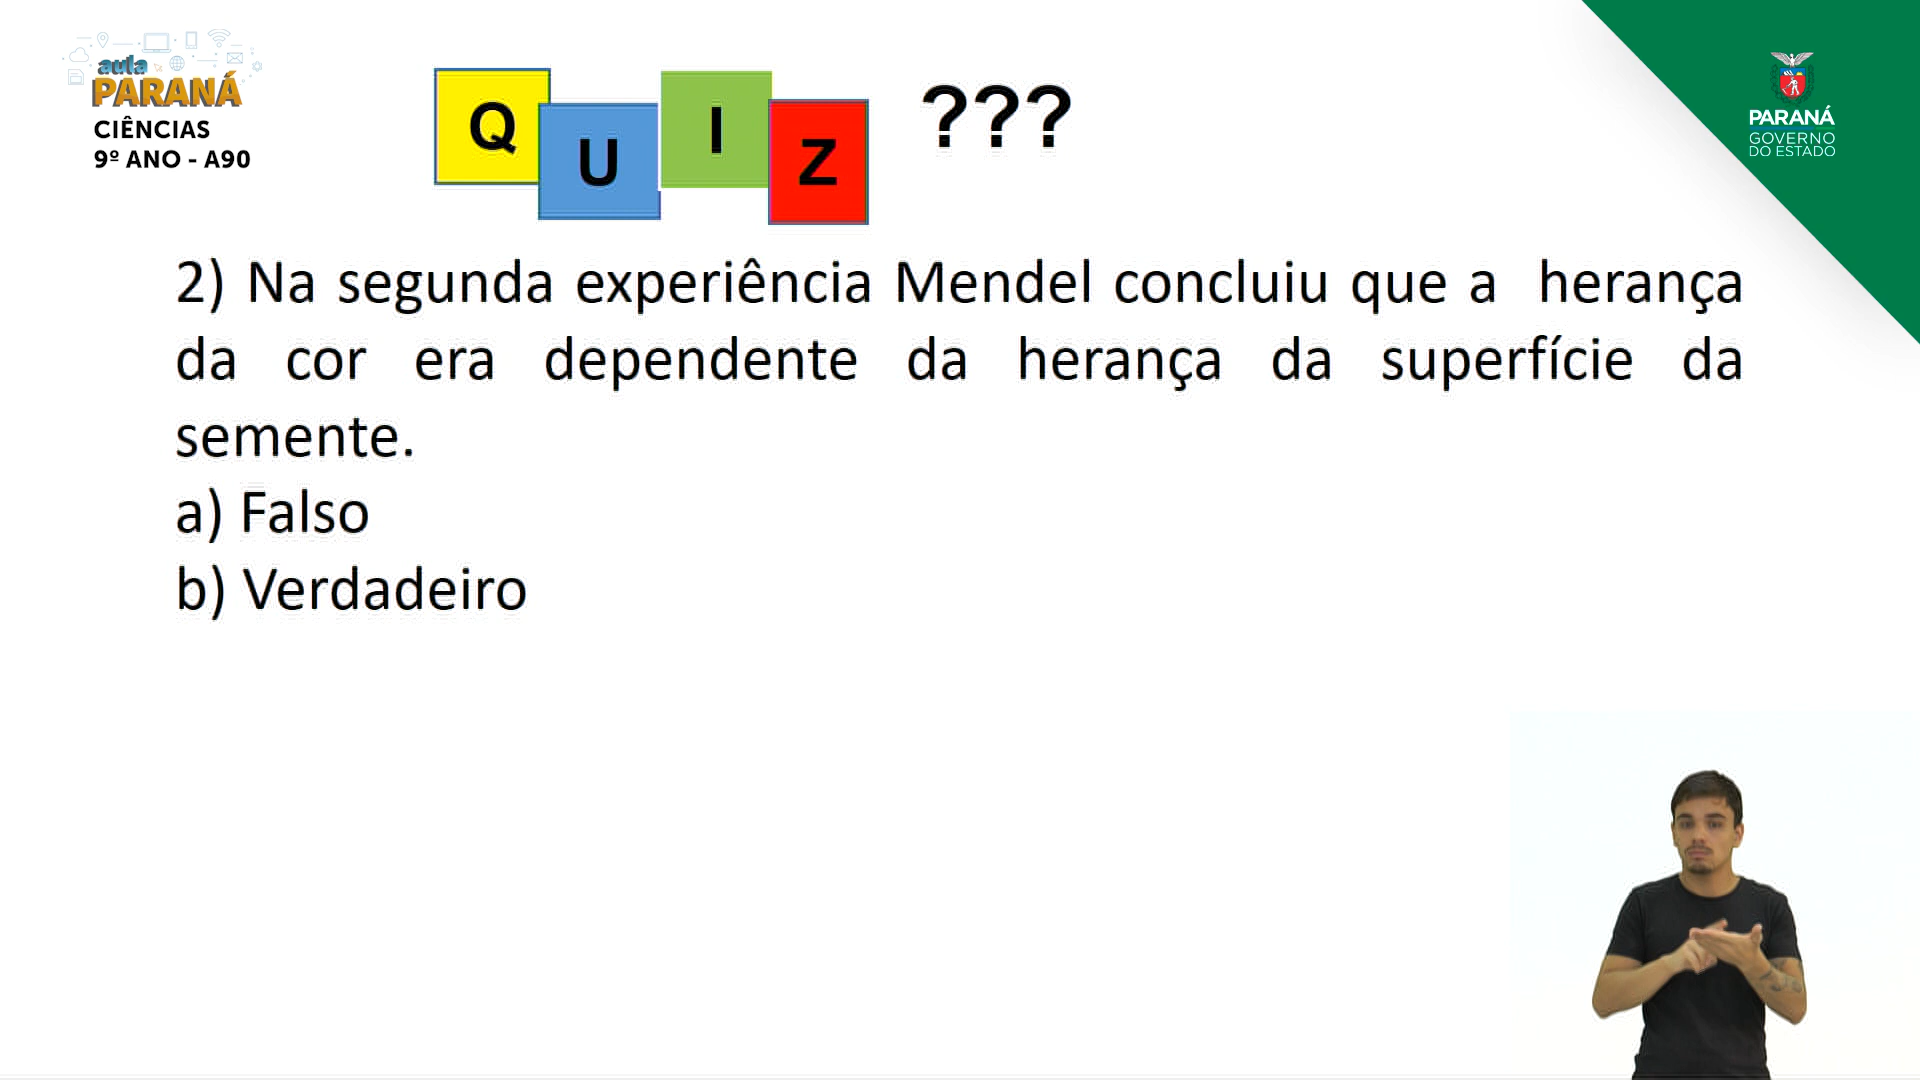 aula
PARANÁ
CIÊNCIAS
9º ANO - A90
Q U I Z ???
PARANÁ
GOVERNO
DO ESTADO
2) Na segunda experiência Mendel concluiu que a herança
da cor era dependente da herança da superfície da
semente.
a) Falso
b) Verdadeiro